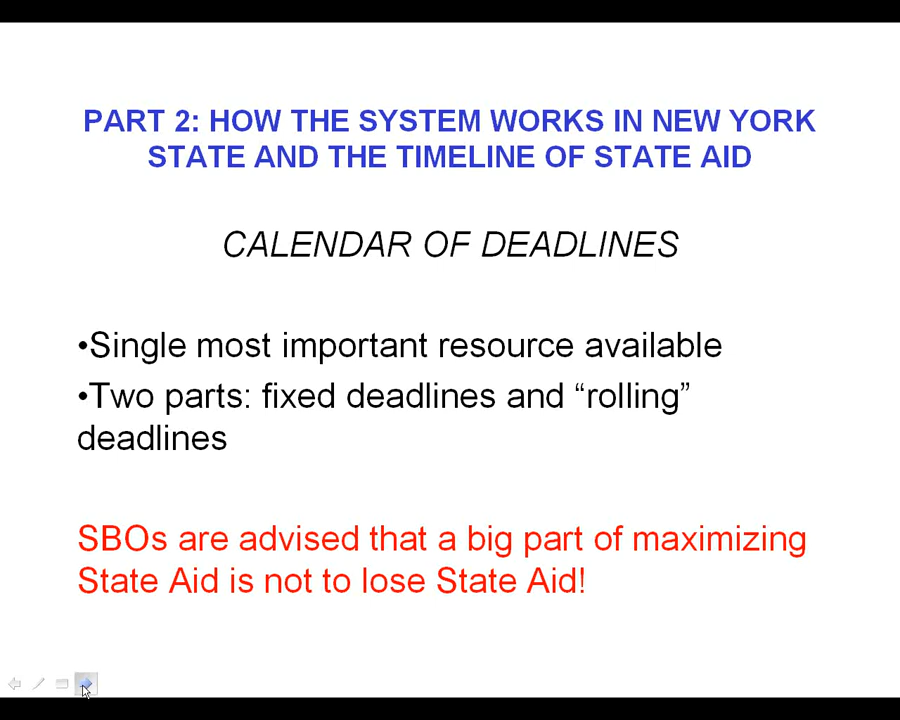 PART 2: HOW THE SYSTEM WORKS IN NEW YORK
STATE AND THE TIMELINE OF STATE AID
CALENDAR OF DEADLINES
•Single most important resource available
•Two parts: fixed deadlines and “rolling”
deadlines
SBOs are advised that a big part of maximizing
State Aid is not to lose State Aid!